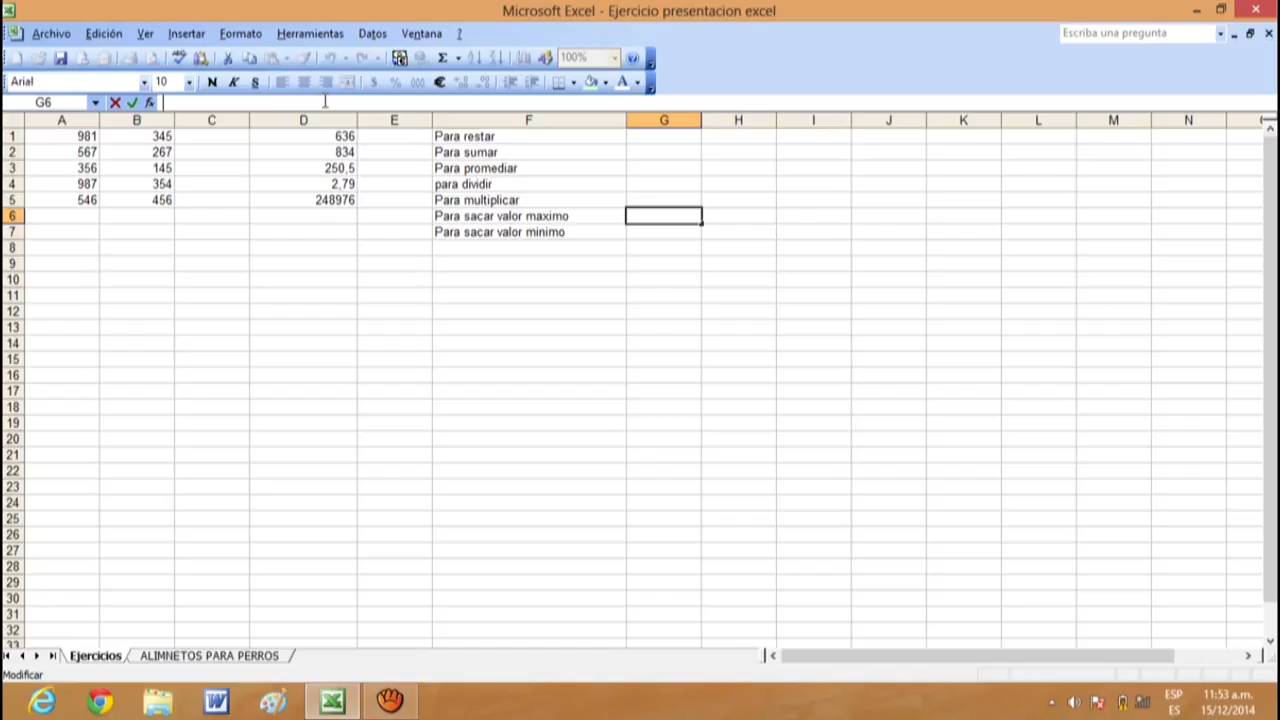 Microsoft Excel - Ejercicio presentacion excel
Archivo Edición Ver Insertar Formato Herramientas Datos Ventana ? Escriba una pregunta
100%
Arial 10 N K S $ % 000 €
G6 fx
A B C D E F G H I J K L M N
1 981 345 636 Para restar
2 567 267 834 Para sumar
3 356 145 250,5 Para promediar
4 987 354 2,79 para dividir
5 546 456 248976 Para multiplicar
6 Para sacar valor maximo
7 Para sacar valor minimo
8
9
10
11
12
13
14
15
16
17
18
19
20
21
22
23
24
25
26
27
28
29
30
31
32
33
Ejercicios ALIMNETOS PARA PERROS
Modificar
ESP 11:53 a.m.
ES 15/12/2014